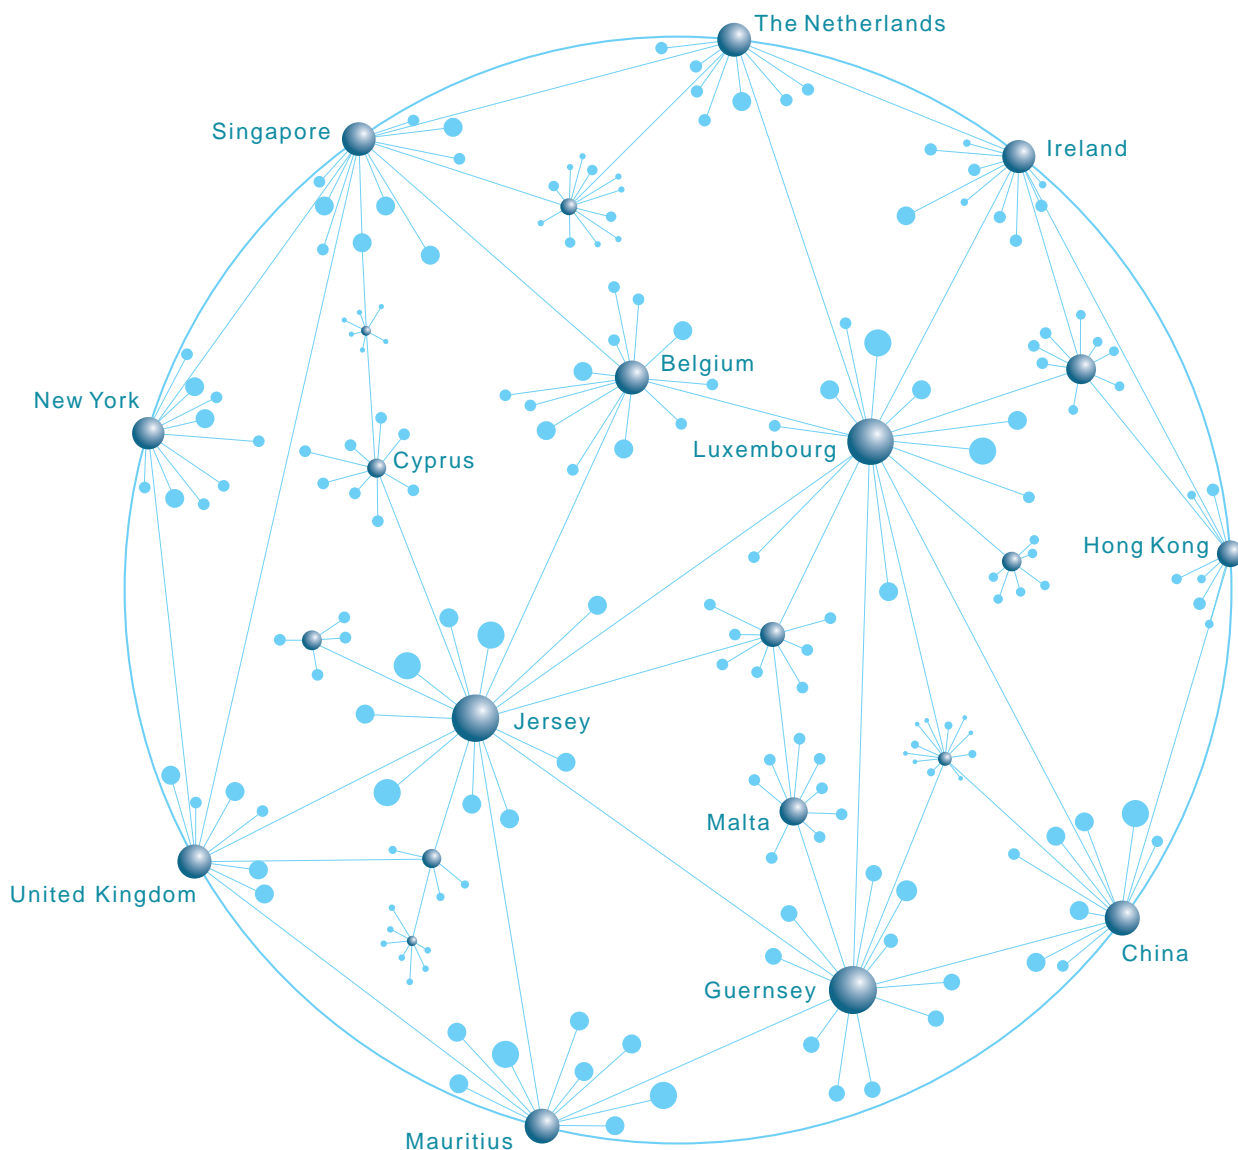 The Netherlands
Singapore
Ireland
Belgium
New York
Luxembourg
Cyprus
Hong Kong
Jersey
Malta
United Kingdom
China
Guernsey
Mauritius